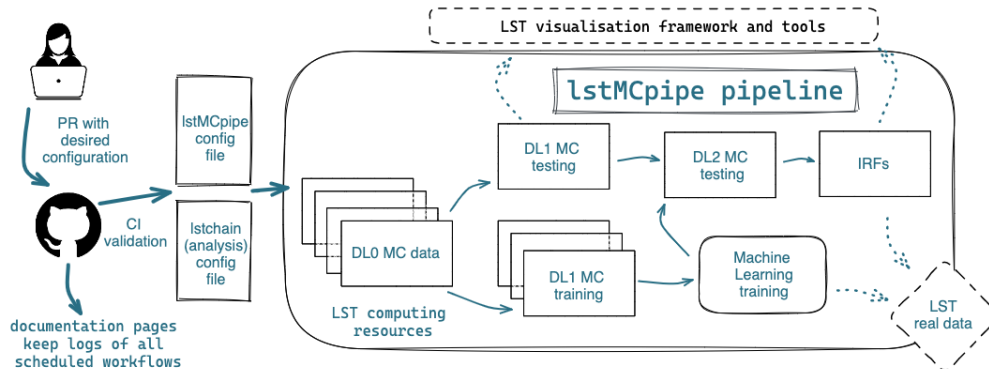 LST visualisation framework and tools
lstMCpipe pipeline
PR with
desired
configuration
CI
validation
documentation pages
keep logs of all
scheduled workflows
lstMCpipe
config
file
lstchain
(analysis)
config
file
DL0 MC data
LST computing
resources
DL1 MC
testing
DL1 MC
training
DL2 MC
testing
Machine
Learning
training
IRFs
LST
real data